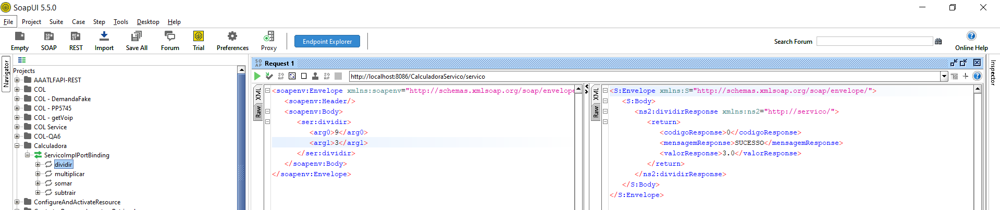 SoapUI 5.5.0
File Project Suite Case Step Tools Desktop Help
SO AP
RE ST
Empty SOAP REST Import Save All Forum Trial Preferences Proxy
Endpoint Explorer
Search Forum
Online Help
Navigator
Projects
AAATLFAPI-REST
COL
COL - DemandaFake
COL - PP5745
COL - getVoip
COL Service
COL-QA6
Calculadora
ServicoImplPortBinding
dividir
multiplicar
somar
subtrair
ConfigureAndActivateResource
SO AP
Request 1
http://localhost:8086/CalculadoraServico/servico
XML
Raw
<soapenv:Envelope xmlns:soapenv="http://schemas.xmlsoap.org/soap/envelope
<soapenv:Header/>
<soapenv:Body>
<ser:dividir>
<arg0>9</arg0>
<arg1>3</arg1>
</ser:dividir>
</soapenv:Body>
</soapenv:Envelope>
XML
Raw
<S:Envelope xmlns:S="http://schemas.xmlsoap.org/soap/envelope/">
<S:Body>
<ns2:dividirResponse xmlns:ns2="http://servico/">
<return>
<codigoResponse>0</codigoResponse>
<mensagemResponse>SUCESSO</mensagemResponse>
<valorResponse>3.0</valorResponse>
</return>
</ns2:dividirResponse>
</S:Body>
</S:Envelope>
Inspector